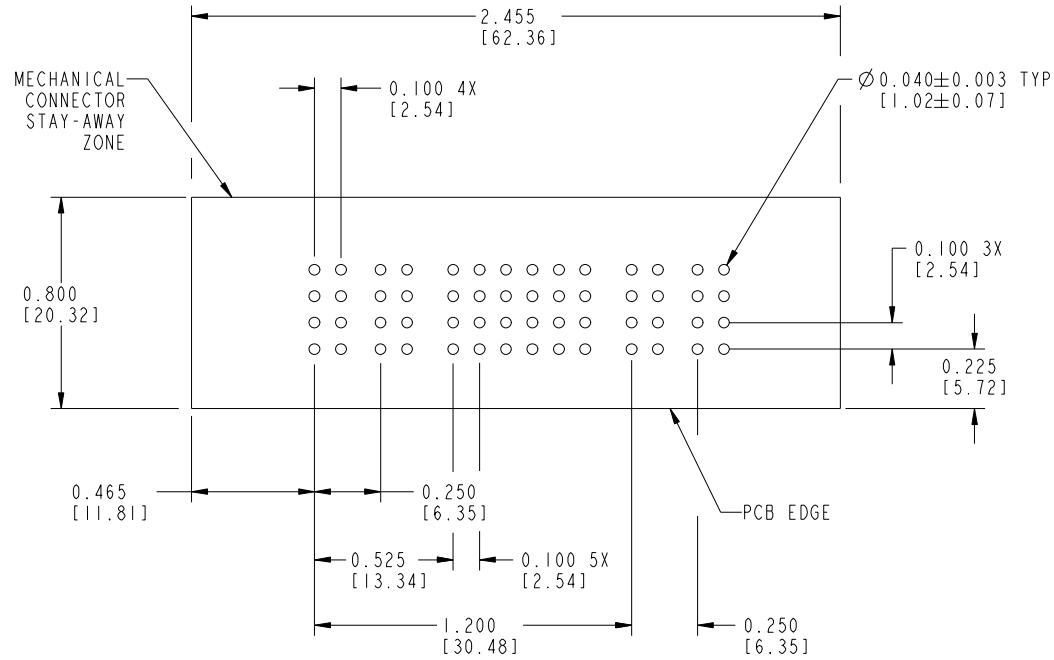 2.455
[62.36]
MECHANICAL
CONNECTOR
STAY-AWAY
ZONE
0.100 4X
[2.54]
Ø 0.040±0.003 TYP
[1.02±0.07]
0.800
[20.32]
0.100 3X
[2.54]
0.225
[5.72]
0.465
[11.81]
0.250
[6.35]
PCB EDGE
0.525
[13.34]
0.100 5X
[2.54]
1.200
[30.48]
0.250
[6.35]